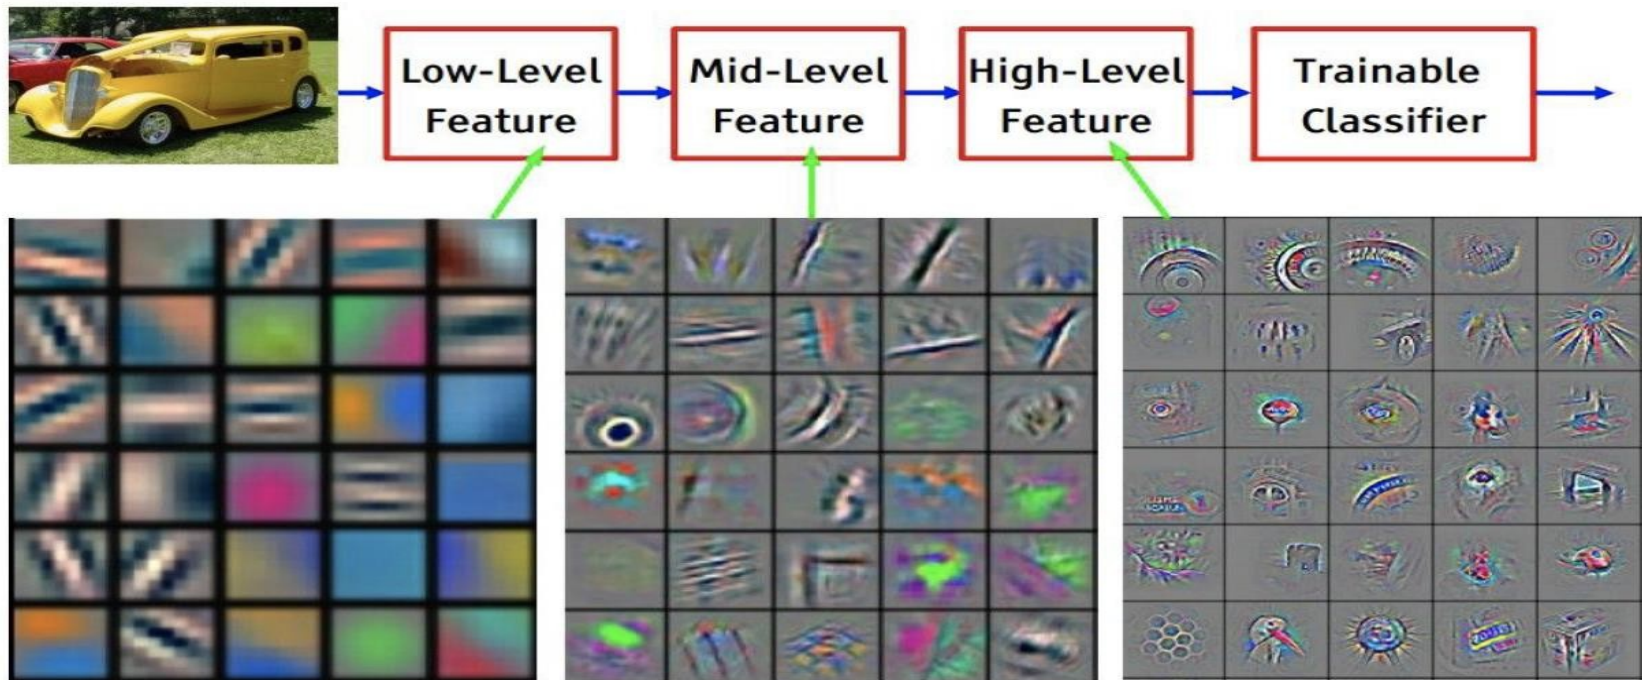 Low-Level
Feature
Mid-Level
Feature
High-Level
Feature
Trainable
Classifier